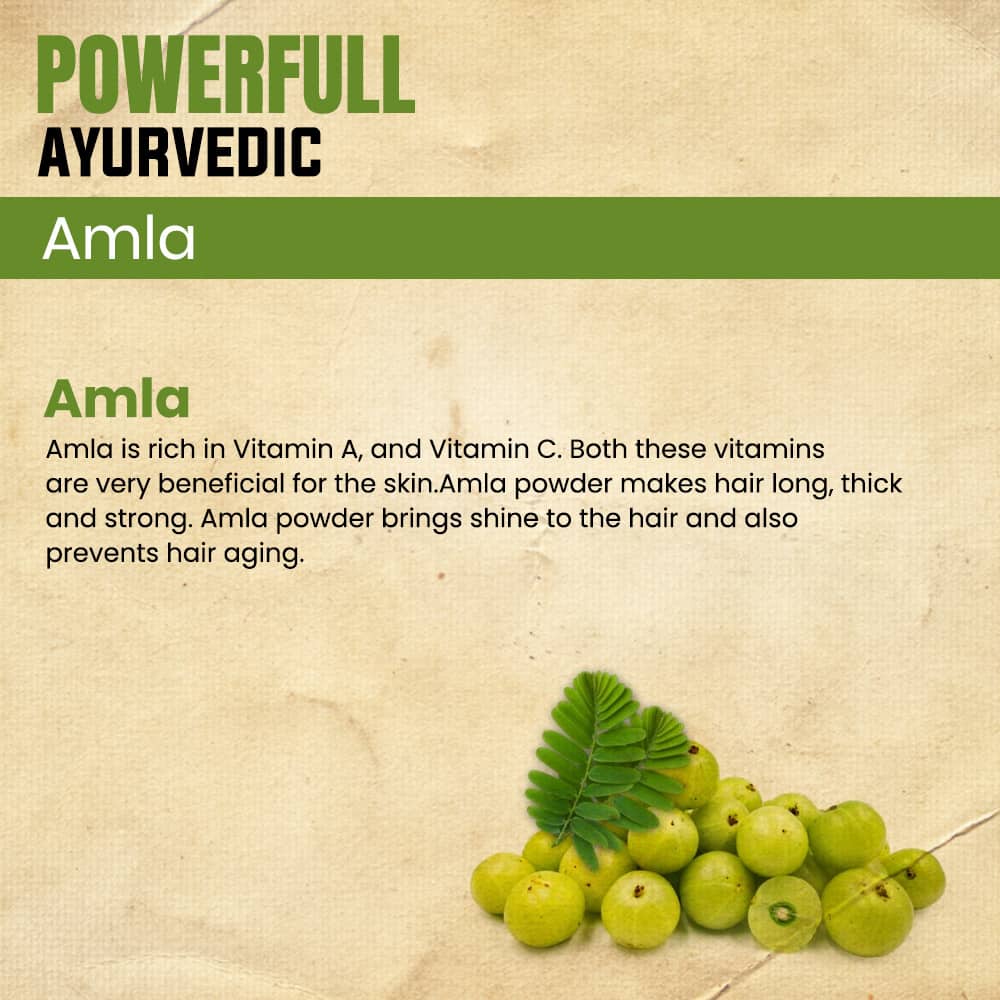 POWERFULL
AYURVEDIC
Amla
Amla
Amla is rich in Vitamin A, and Vitamin C. Both these vitamins
are very beneficial for the skin.Amla powder makes hair long, thick
and strong. Amla powder brings shine to the hair and also
prevents hair aging.